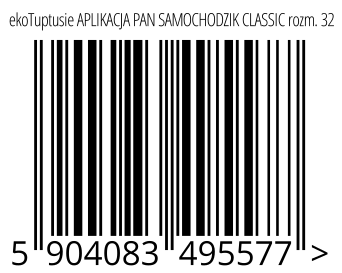 ekoTuptusie APLIKACJA PAN SAMOCHODZIK CLASSIC rozm. 32
5 904083 495577 >